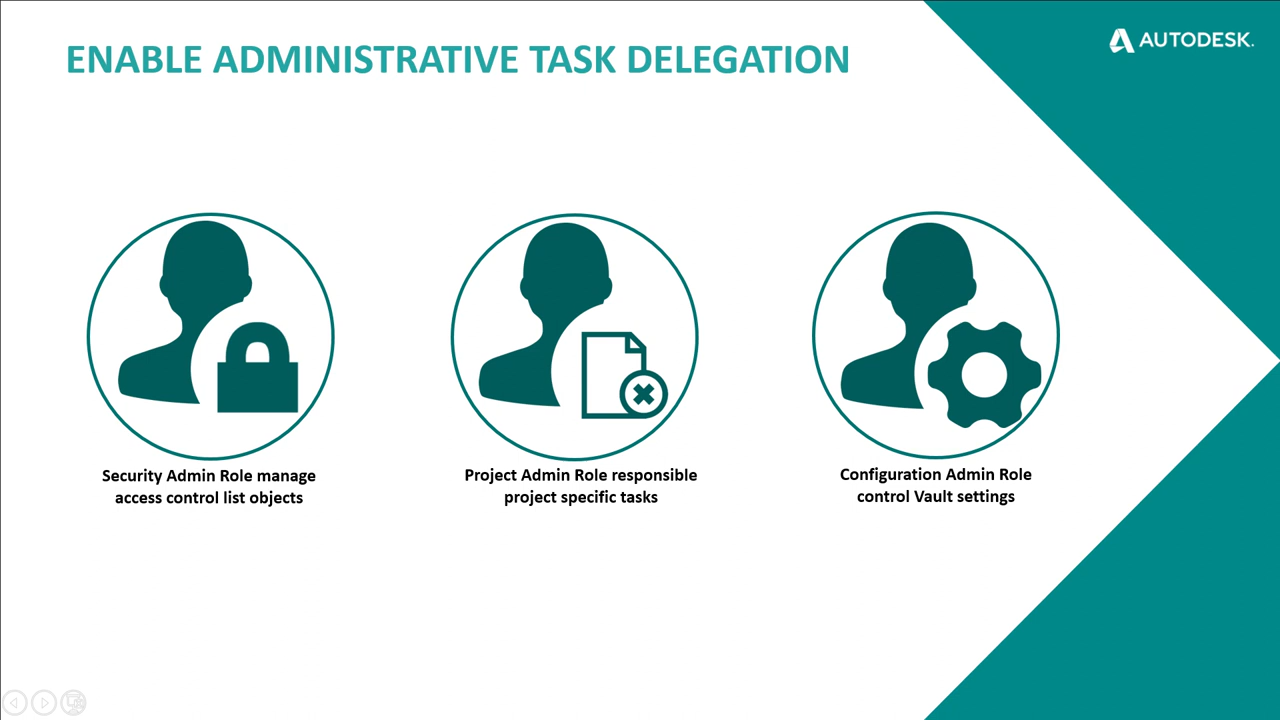 ENABLE ADMINISTRATIVE TASK DELEGATION
AUTODESK.
Security Admin Role manage
access control list objects
Project Admin Role responsible
project specific tasks
Configuration Admin Role
control Vault settings